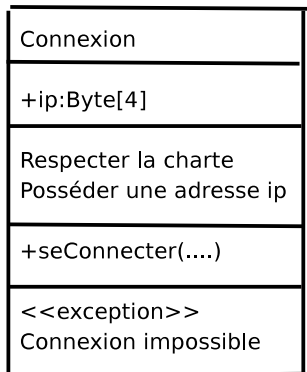 Connexion
+ip:Byte[4]
Respecter la charte
Posséder une adresse ip
+seConnecter(....)
<<exception>>
Connexion impossible